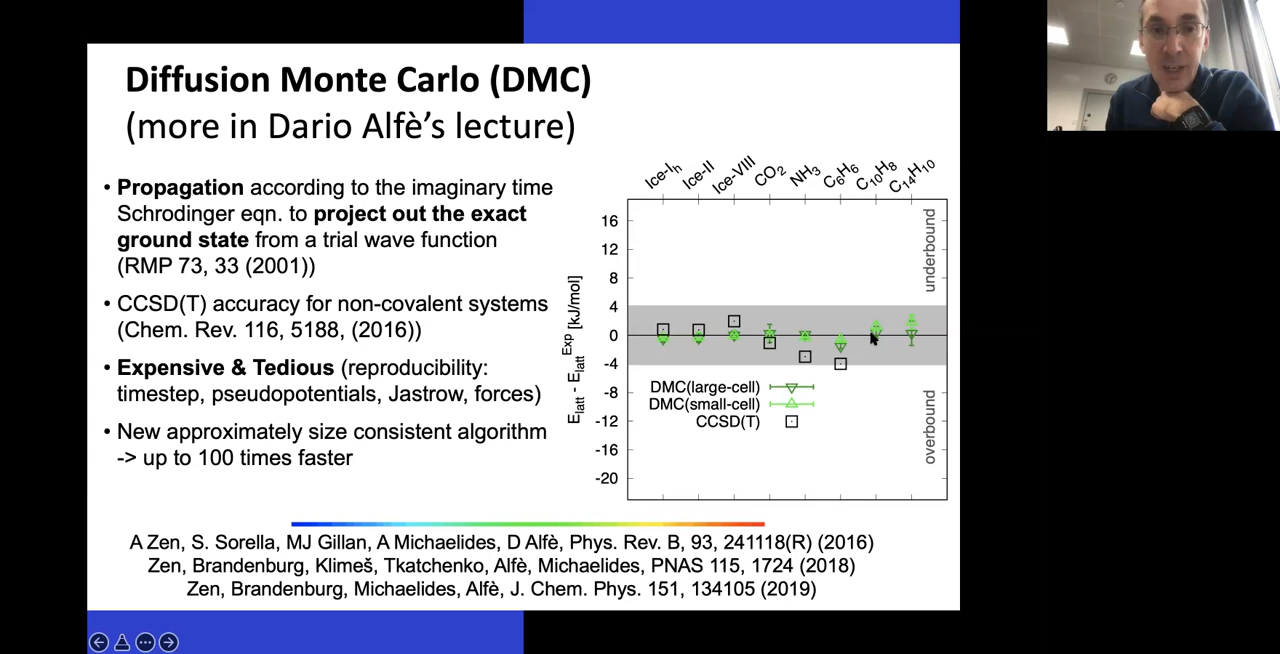 Diffusion Monte Carlo (DMC)
(more in Dario Alfè's lecture)
• Propagation according to the imaginary time
Schrodinger eqn. to project out the exact
ground state from a trial wave function
(RMP 73, 33 (2001))
• CCSD(T) accuracy for non-covalent systems
(Chem. Rev. 116, 5188, (2016))
• Expensive & Tedious (reproducibility:
timestep, pseudopotentials, Jastrow, forces)
• New approximately size consistent algorithm
-> up to 100 times faster
Ice-Ih Ice-II Ice-VIII CO2 NH3 C6H6 C10H8 C14H10
16
12
8
4
0
-4
-8
-12
-16
-20
Elatt - ElattExp [kJ/mol]
underbound
overbound
DMC(large-cell)
DMC(small-cell)
CCSD(T)
A Zen, S. Sorella, MJ Gillan, A Michaelides, D Alfè, Phys. Rev. B, 93, 241118(R) (2016)
Zen, Brandenburg, Klimeš, Tkatchenko, Alfè, Michaelides, PNAS 115, 1724 (2018)
Zen, Brandenburg, Michaelides, Alfè, J. Chem. Phys. 151, 134105 (2019)